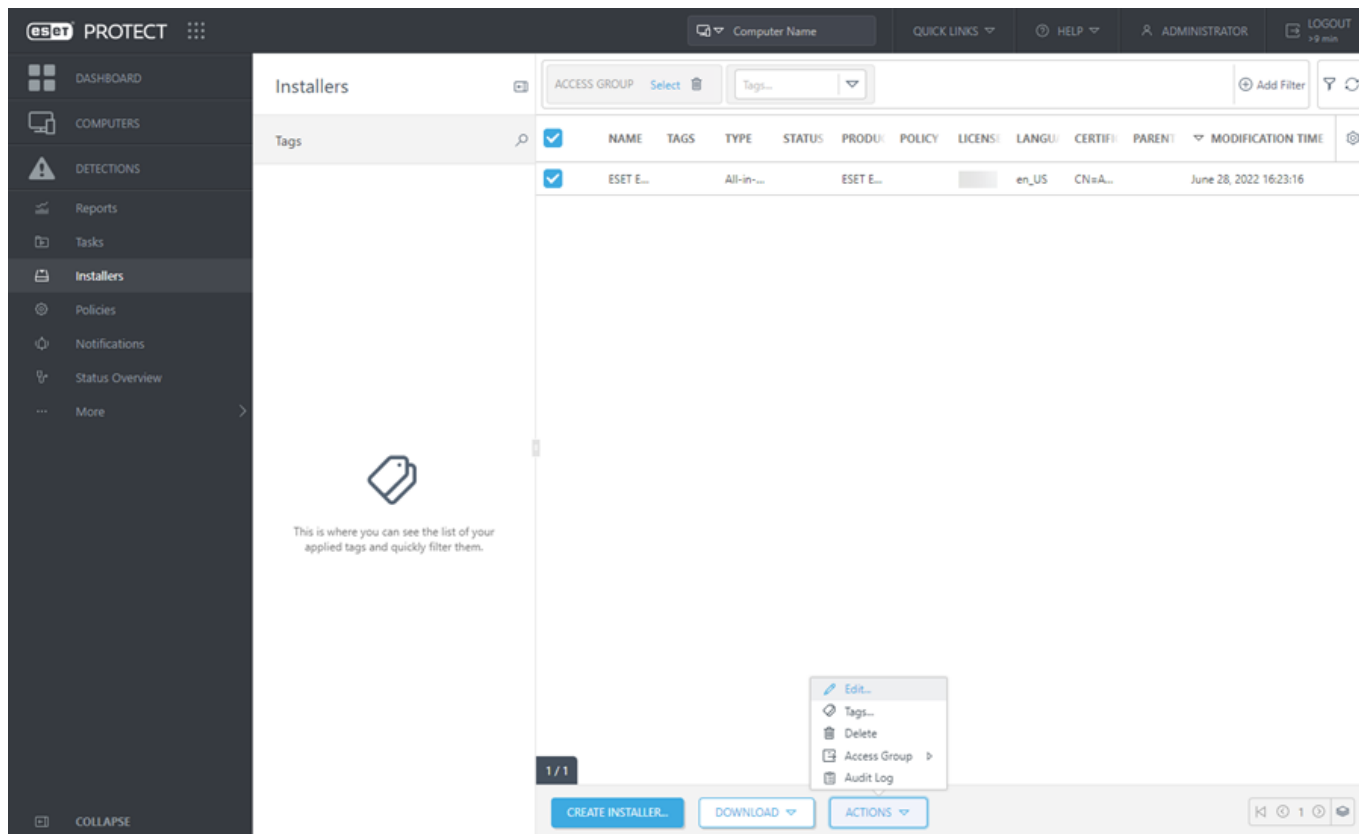 eset PROTECT
Computer Name
QUICK LINKS
HELP
ADMINISTRATOR
LOGOUT
>9 min
DASHBOARD
COMPUTERS
DETECTIONS
Reports
Tasks
Installers
Policies
Notifications
Status Overview
More
COLLAPSE
Installers
Tags
This is where you can see the list of your
applied tags and quickly filter them.
ACCESS GROUP Select Tags... Add Filter
NAME TAGS TYPE STATUS PRODU POLICY LICENS LANGU CERTIFI PARENT MODIFICATION TIME
ESET E... All-in-... ESET E... en_US CN=A... June 28, 2022 16:23:16
Edit...
Tags...
Delete
Access Group
Audit Log
1 / 1
CREATE INSTALLER... DOWNLOAD ACTIONS 1